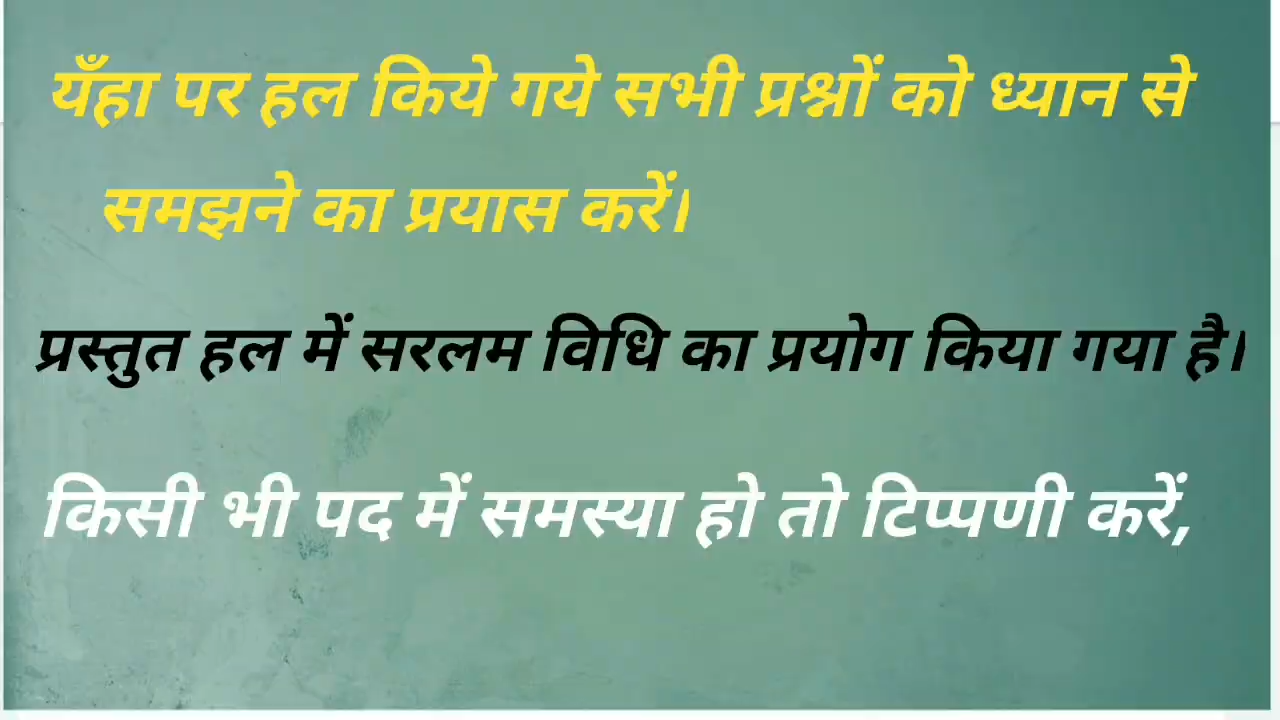 यँहा पर हल किये गये सभी प्रश्नों को ध्यान से
समझने का प्रयास करें।
प्रस्तुत हल में सरलम विधि का प्रयोग किया गया है।
किसी भी पद में समस्या हो तो टिप्पणी करें,